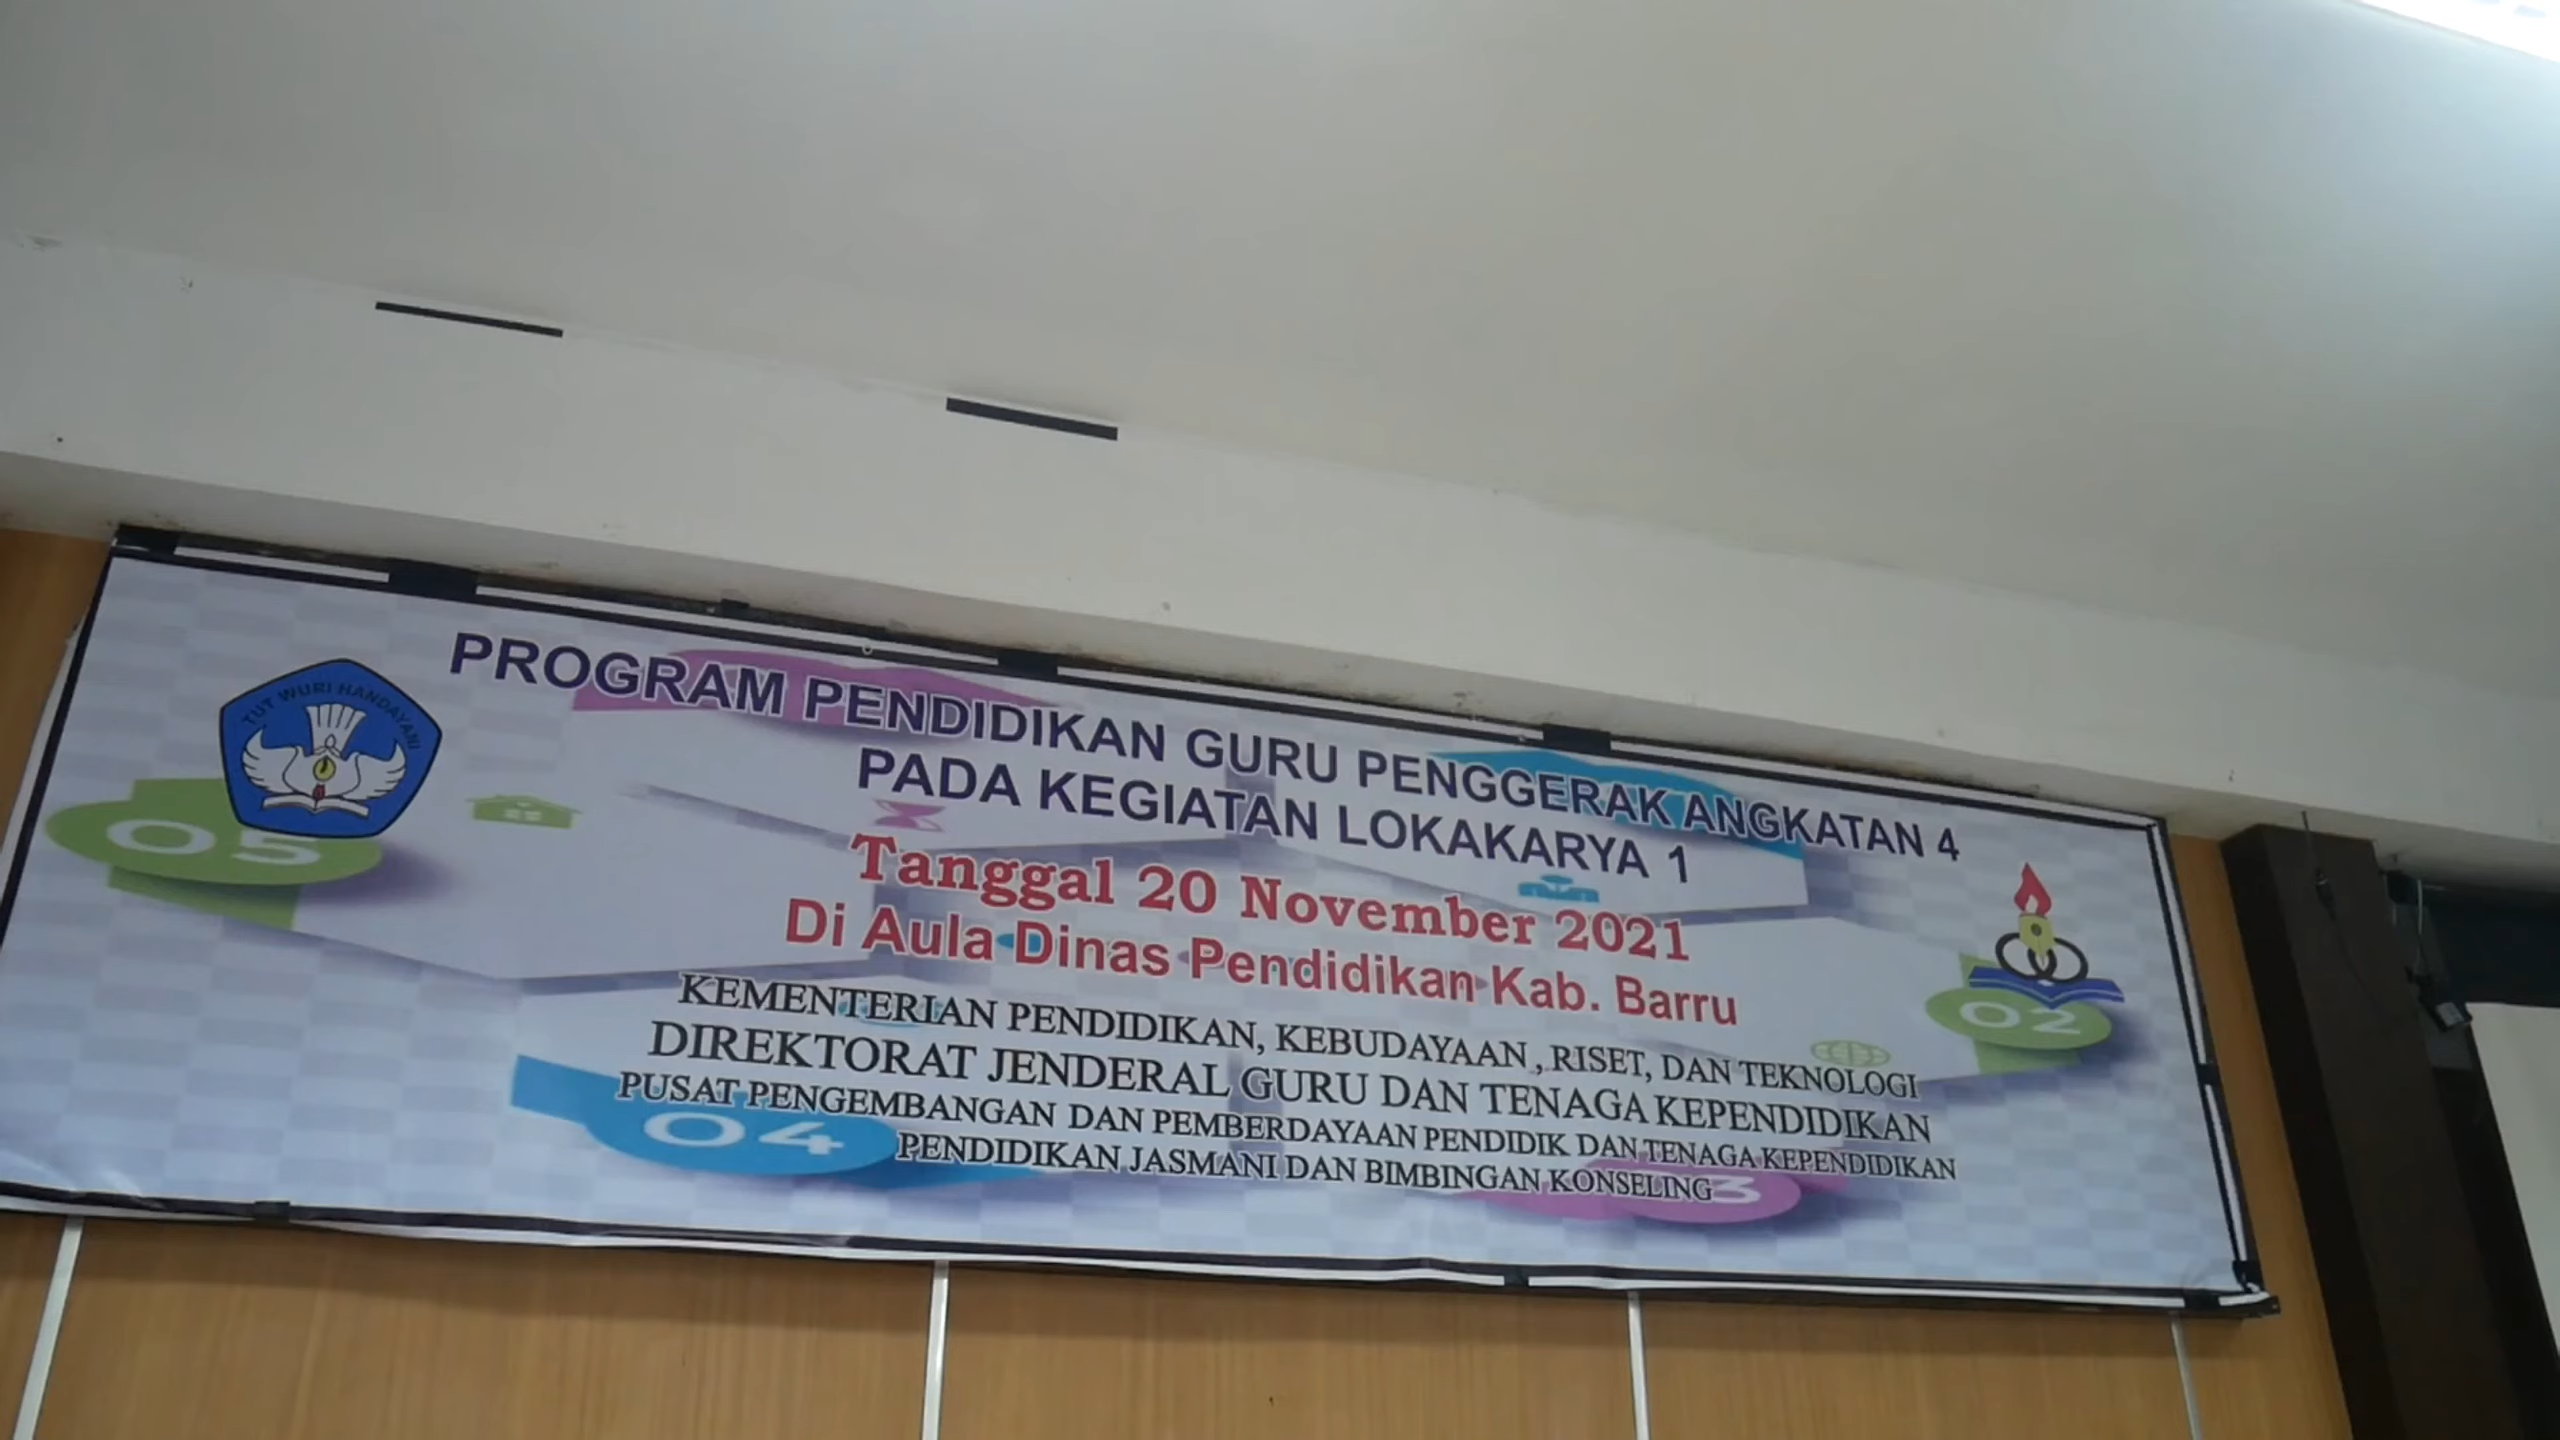 TUT WURI HANDAYANI
PROGRAM PENDIDIKAN GURU PENGGERAK ANGKATAN 4
PADA KEGIATAN LOKAKARYA 1
Tanggal 20 November 2021
Di Aula Dinas Pendidikan Kab. Barru
KEMENTERIAN PENDIDIKAN, KEBUDAYAAN , RISET, DAN TEKNOLOGI
DIREKTORAT JENDERAL GURU DAN TENAGA KEPENDIDIKAN
PUSAT PENGEMBANGAN DAN PEMBERDAYAAN PENDIDIK DAN TENAGA KEPENDIDIKAN
PENDIDIKAN JASMANI DAN BIMBINGAN KONSELING
05
02
04
3